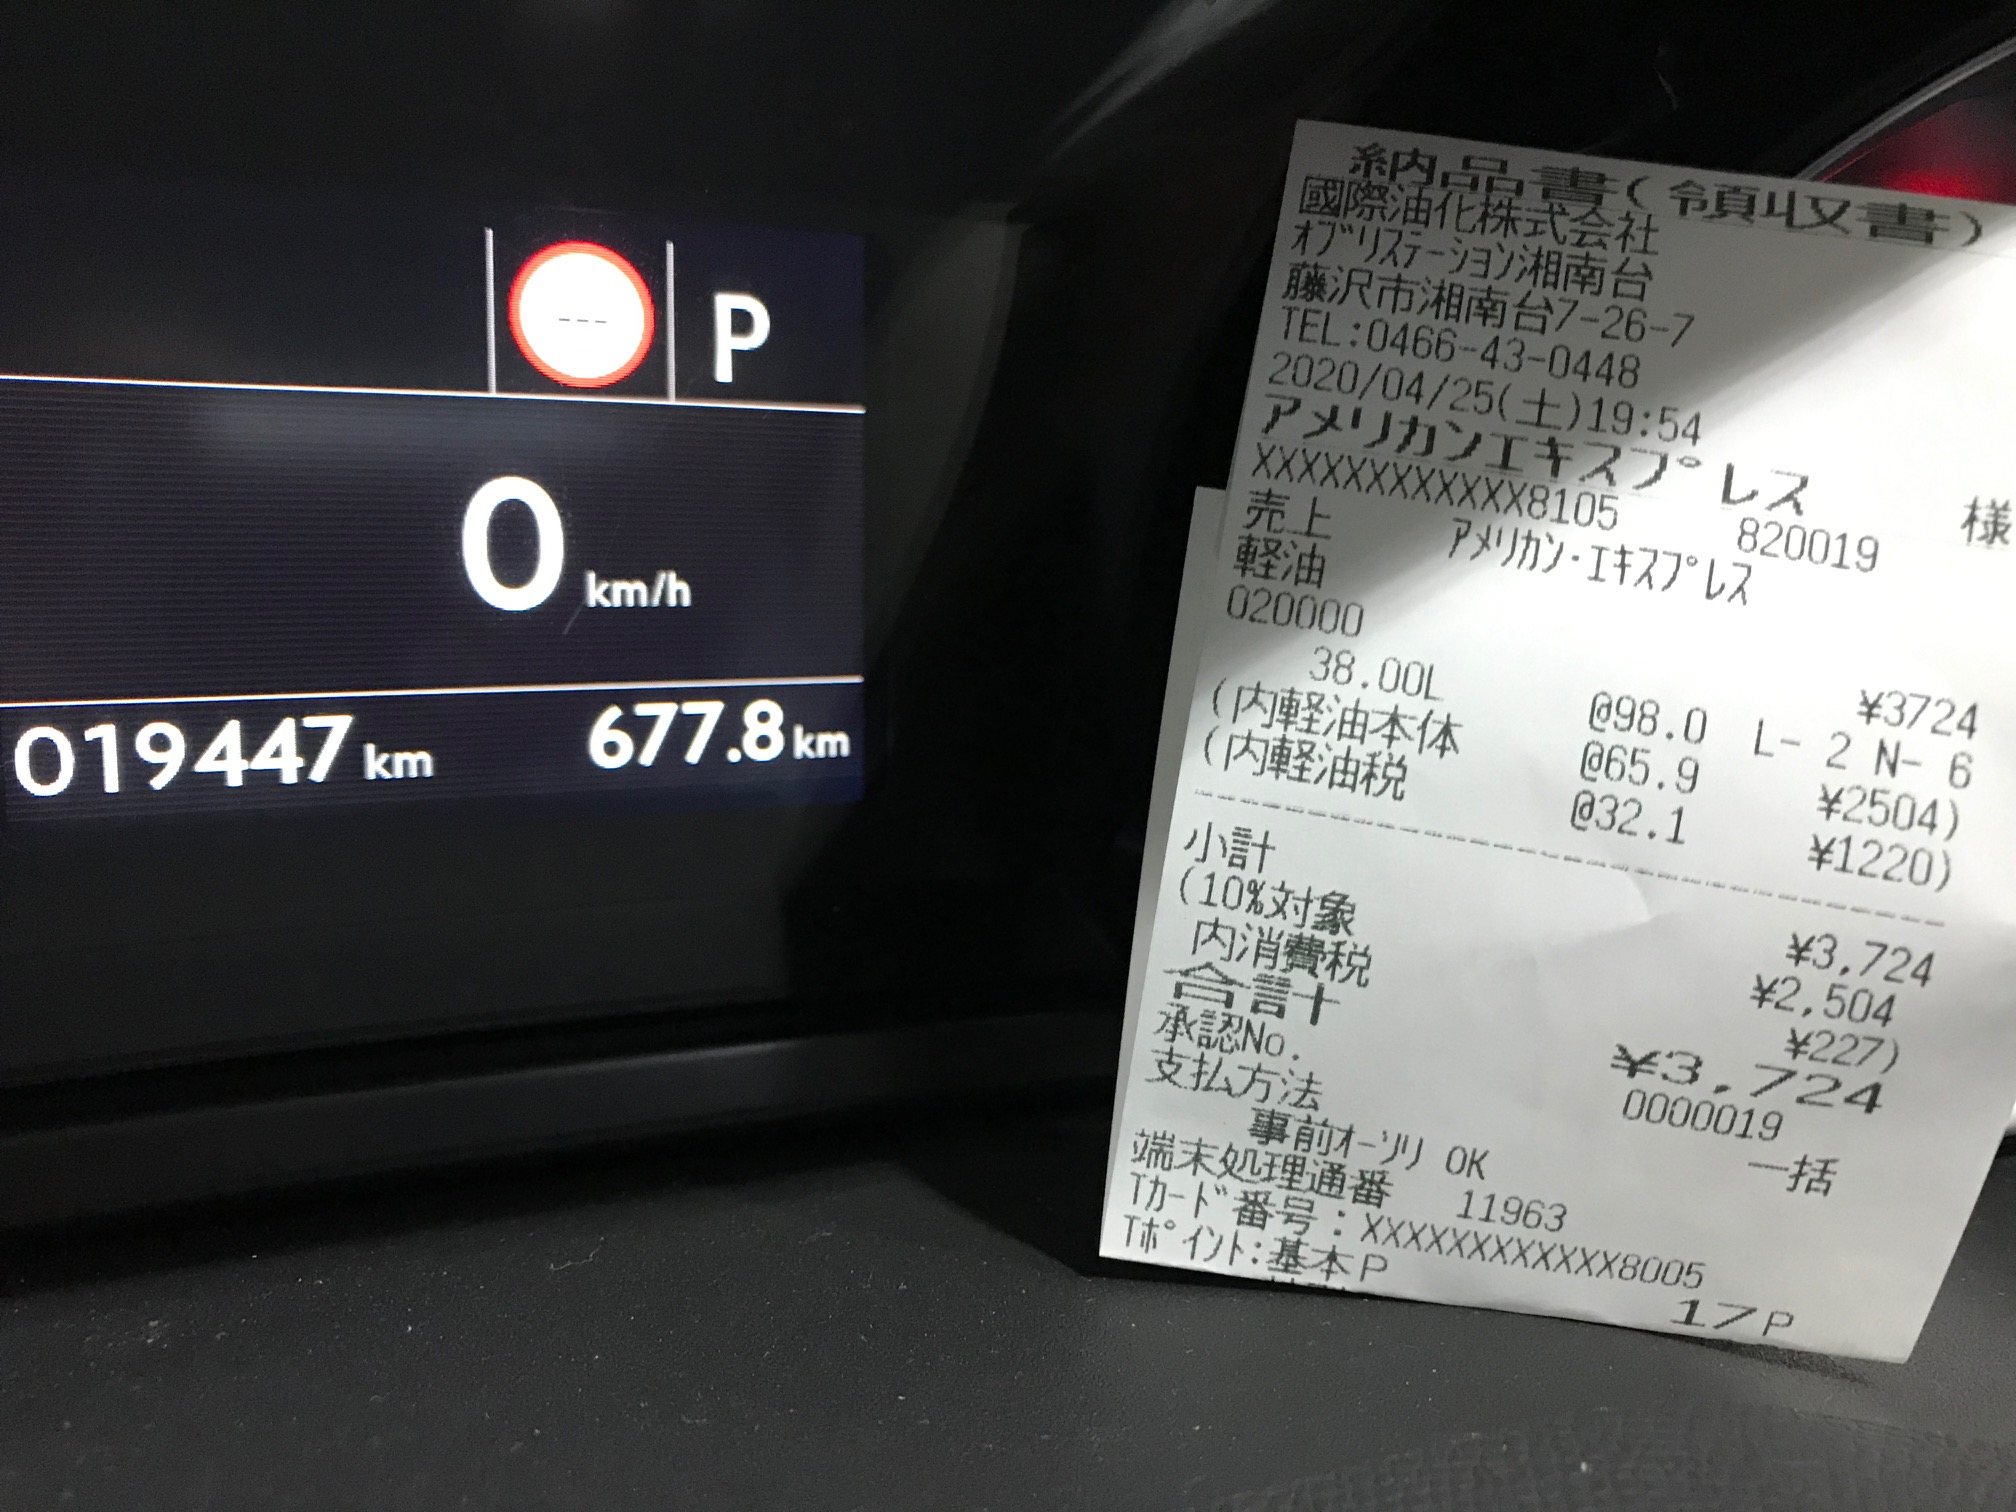 ---
P
0 km/h
019447 km 677.8 km
納品書(領収書)
國際油化株式会社
ｵﾌﾞﾘｽﾃｰｼｮﾝ湘南台
藤沢市湘南台7-26-7
TEL:0466-43-0448
2020/04/25(土)19:54
アメリカンエキスプレス 様
XXXXXXXXXXXX8105 820019
売上 ｱﾒﾘｶﾝ･ｴｷｽﾌﾟﾚｽ
軽油
020000 ¥3724
38.00L @98.0 L- 2 N- 6
(内軽油本体 @65.9 ¥2504)
(内軽油税 @32.1 ¥1220)
小計 ¥3,724
(10%対象 ¥2,504
内消費税 ¥227)
合計 ¥3,724
承認No. 0000019
支払方法 一括
事前ｵｰｿﾘ OK
端末処理通番 11963
Tｶｰﾄﾞ番号:XXXXXXXXXXXX8005
Tﾎﾟｲﾝﾄ:基本P 17P